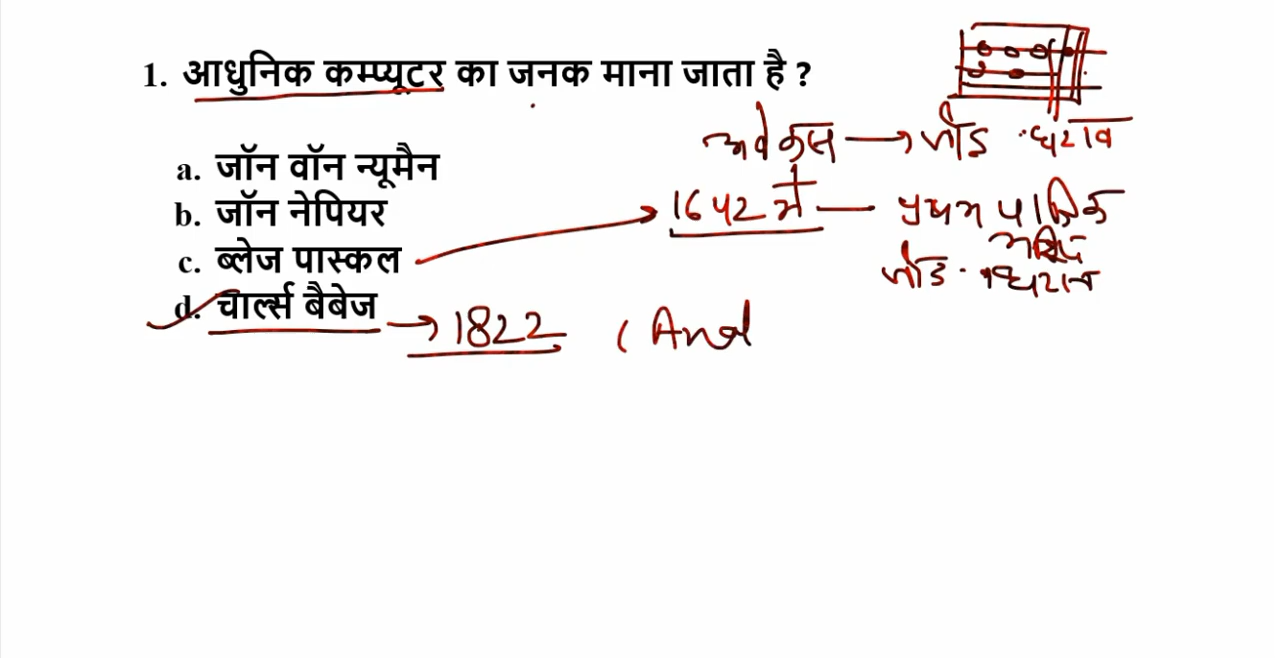 1. आधुनिक कम्प्यूटर का जनक माना जाता है ?
अबेकस → जोड घटाव
a. जॉन वॉन न्यूमैन
b. जॉन नेपियर
1642 में — प्रथम यांत्रिक
c. ब्लेज पास्कल
जोड घटाव
d. चार्ल्स बैबेज → 1822 ( Anal